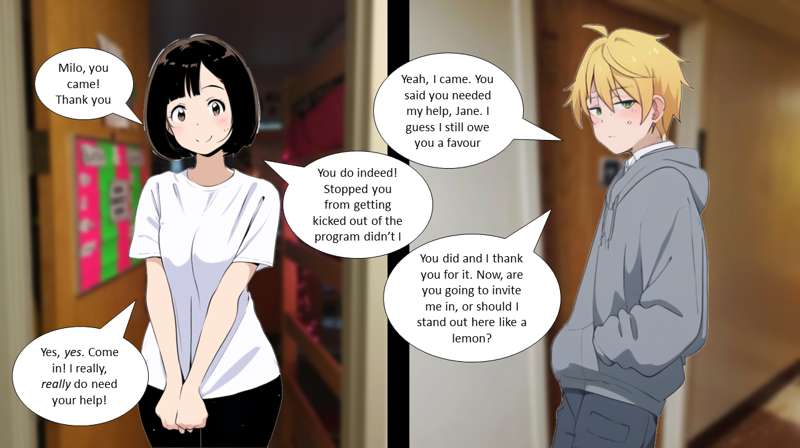 Milo, you
came!
Thank you
Yeah, I came. You
said you needed
my help, Jane. I
guess I still owe
you a favour
You do indeed!
Stopped you
from getting
kicked out of the
program didn't I
You did and I thank
you for it. Now, are
you going to invite
me in, or should I
stand out here like a
lemon?
Yes, yes. Come
in! I really,
really do need
your help!